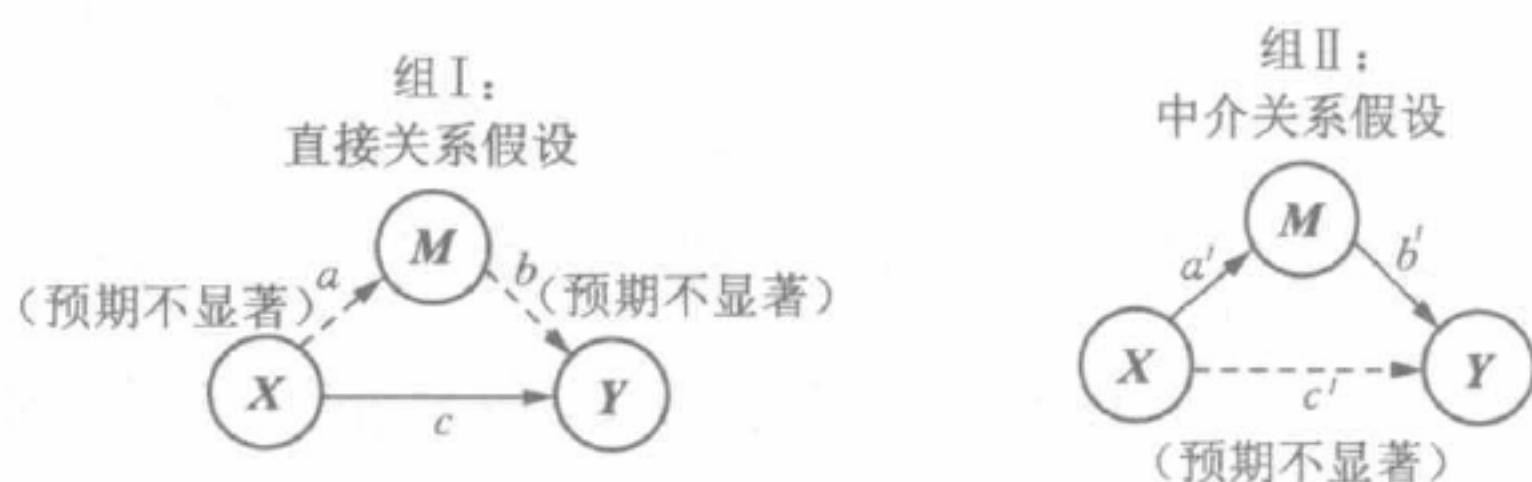 组Ⅰ：
直接关系假设
M
（预期不显著）
a
b
（预期不显著）
X
c
Y
组Ⅱ：
中介关系假设
M
a′
b′
X
c′
Y
（预期不显著）